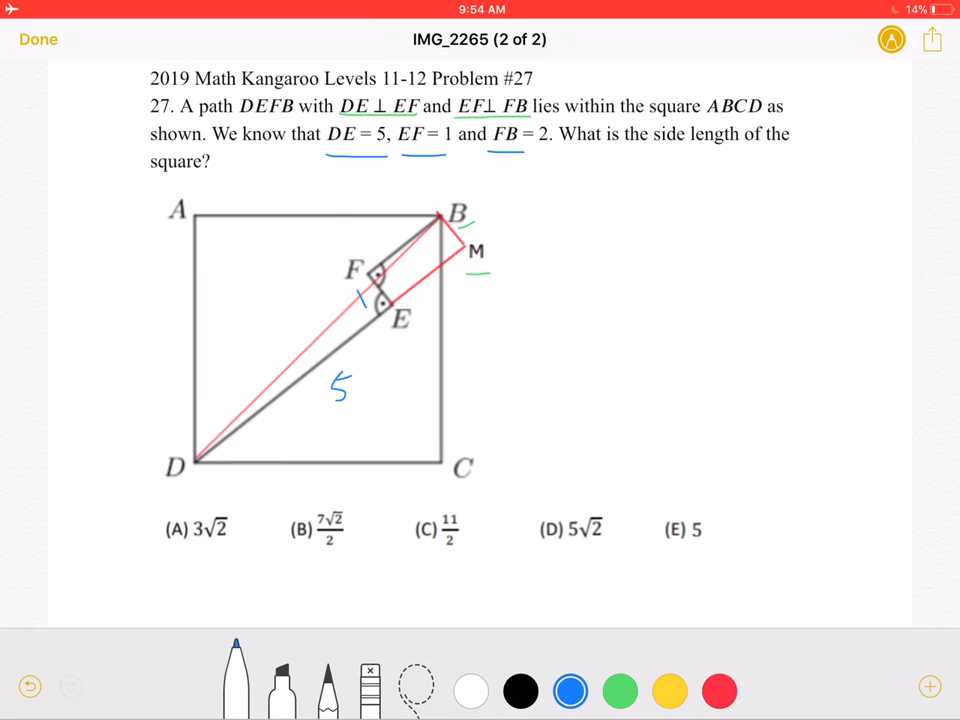 9:54 AM
14%
Done
IMG_2265 (2 of 2)
2019 Math Kangaroo Levels 11-12 Problem #27
27. A path DEFB with DE ⊥ EF and EF⊥ FB lies within the square ABCD as
shown. We know that DE = 5, EF = 1 and FB = 2. What is the side length of the
square?
A
B
M
F
1
E
5
D
C
(A) 3√2 (B) 7√2/2 (C) 11/2 (D) 5√2 (E) 5